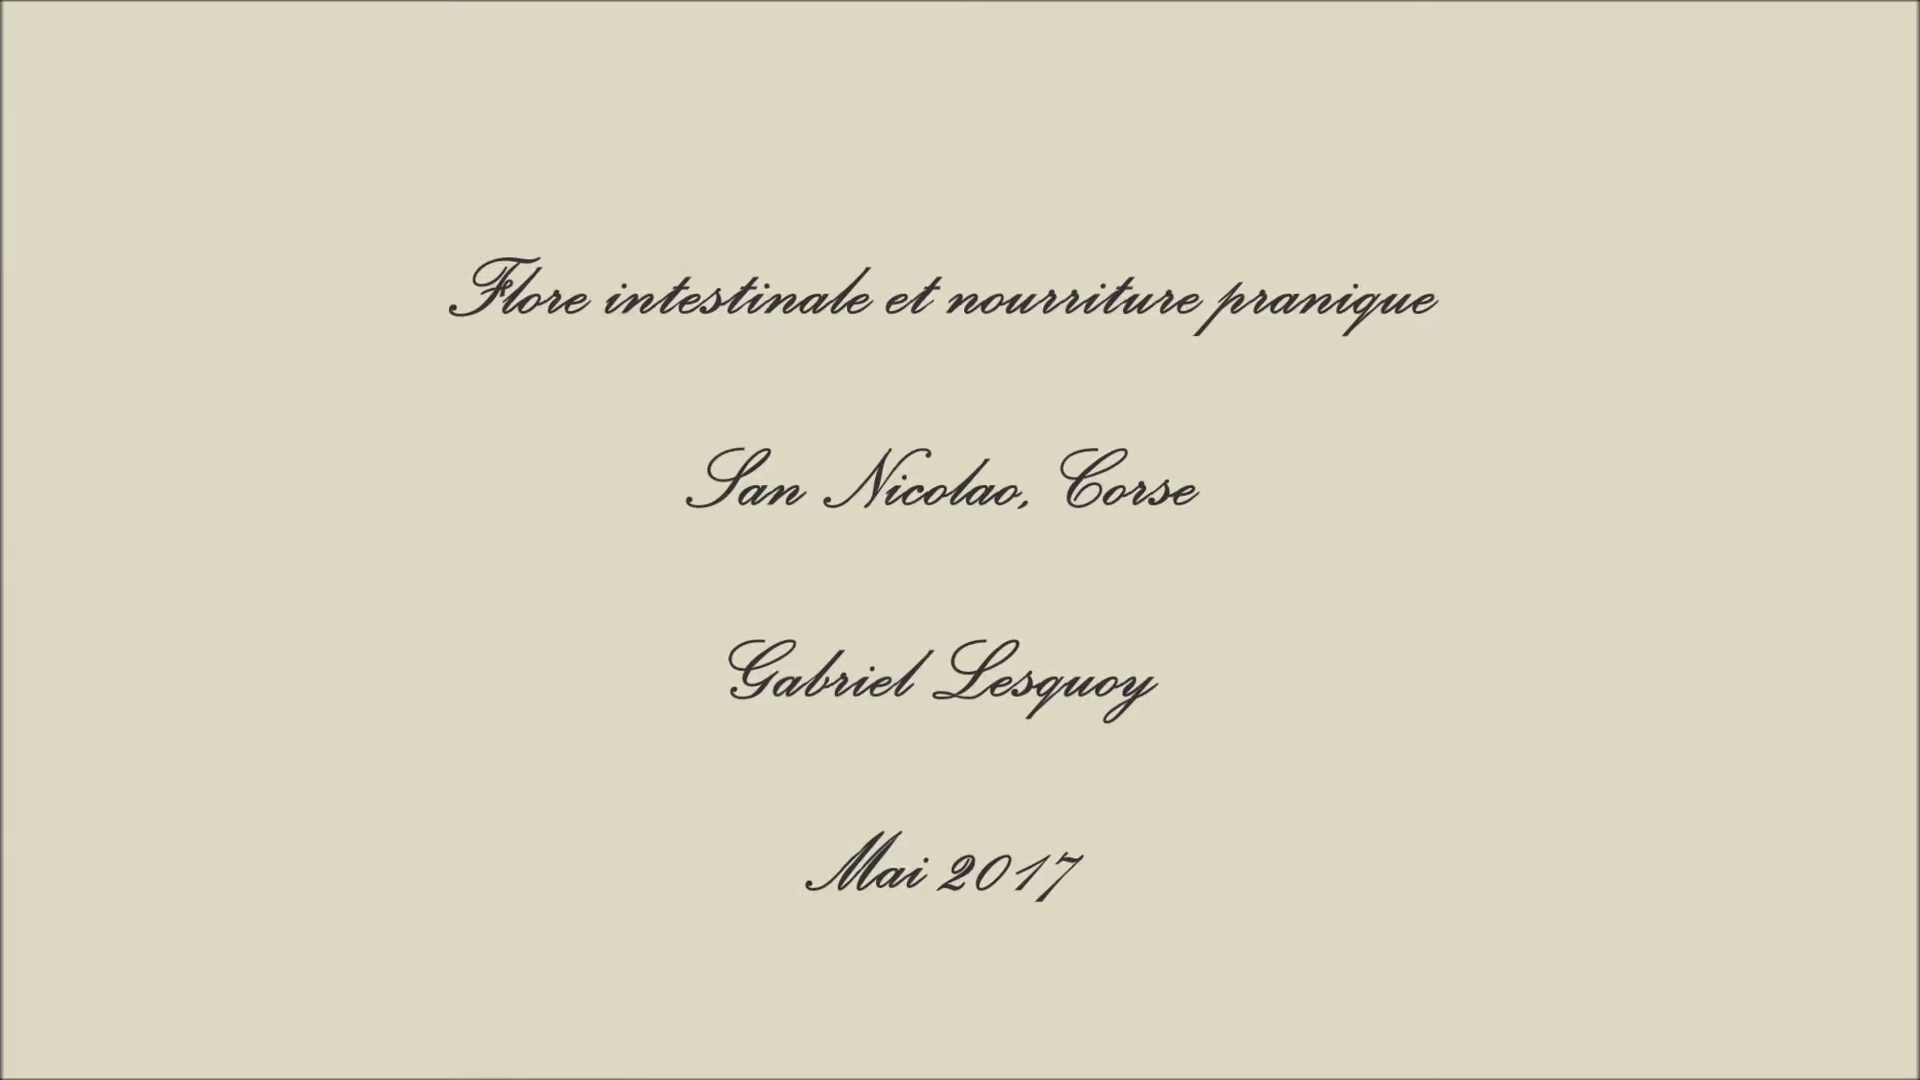 Flore intestinale et nourriture pranique
San Nicolao, Corse
Gabriel Lesquoy
Mai 2017